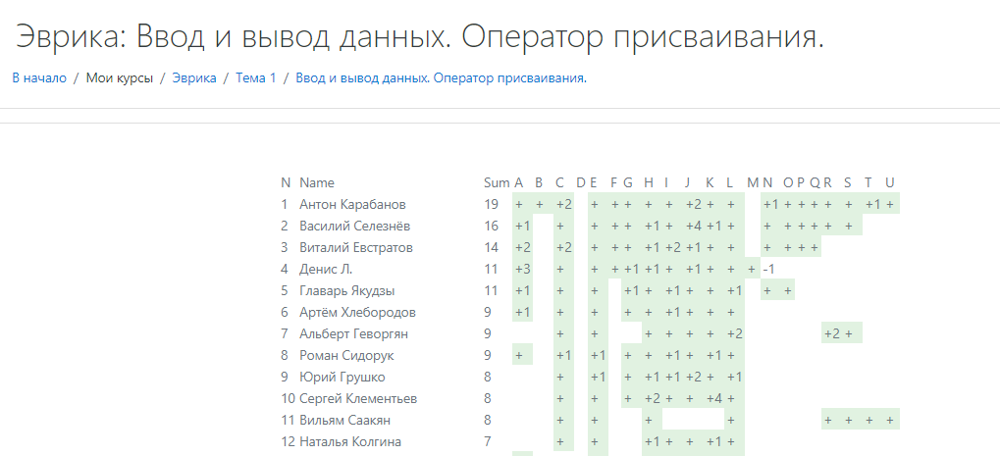 Эврика: Ввод и вывод данных. Оператор присваивания.
В начало / Мои курсы / Эврика / Тема 1 / Ввод и вывод данных. Оператор присваивания.
N Name Sum A B C D E F G H I J K L M N O P Q R S T U
1 Антон Карабанов 19 + + +2 + + + + + +2 + + +1 + + + + + +1 +
2 Василий Селезнёв 16 +1 + + + + +1 + +4 +1 + + + + + + +
3 Виталий Евстратов 14 +2 +2 + + + +1 +2 +1 + + + + + +
4 Денис Л. 11 +3 + + + +1 +1 + +1 + + + -1
5 Главарь Якудзы 11 +1 + + +1 + +1 + + +1 + +
6 Артём Хлебородов 9 +1 + + + + +1 + + +
7 Альберт Геворгян 9 + + + + + + +2 +2 +
8 Роман Сидорук 9 + +1 +1 + + +1 + +1 +
9 Юрий Грушко 8 + +1 + +1 +1 +2 + +1
10 Сергей Клементьев 8 + + + +2 + + +4 +
11 Вильям Саакян 8 + + + + + + + +
12 Наталья Колгина 7 + + +1 + + +1 +